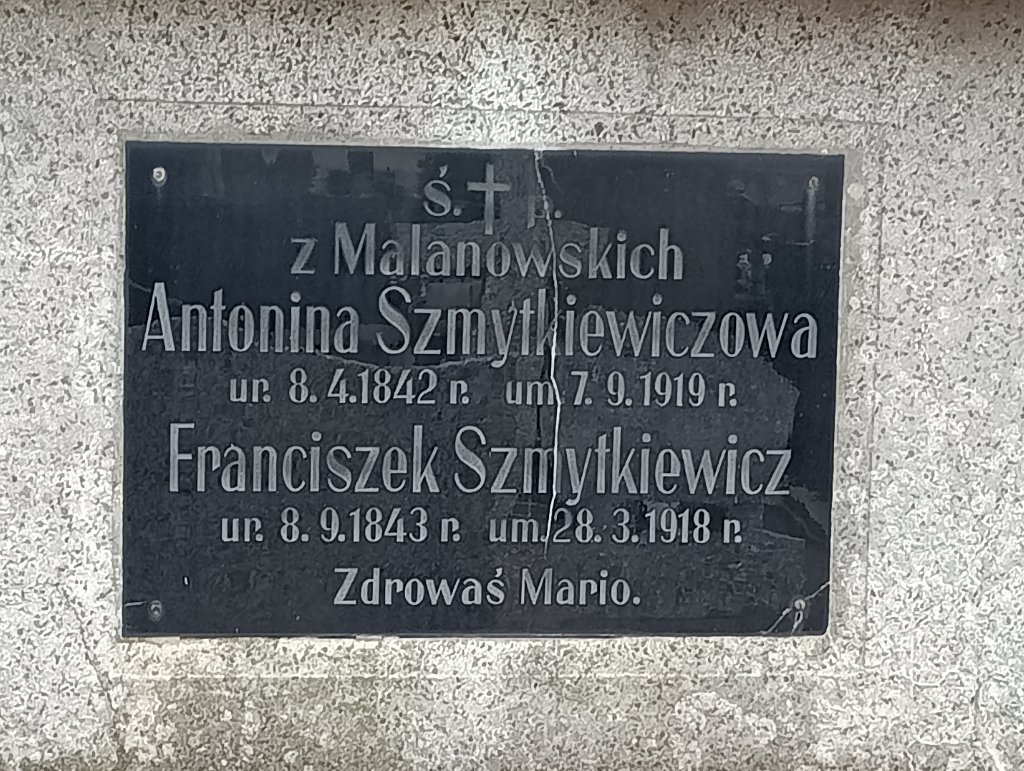 ś. † p.
z Malanowskich
Antonina Szmytkiewiczowa
ur. 8.4.1842 r. um. 7.9.1919 r.
Franciszek Szmytkiewicz
ur. 8.9.1843 r. um. 28.3.1918 r.
Zdrowaś Mario.